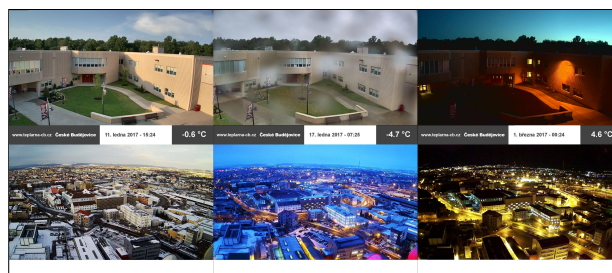 www.teplarna-cb.cz České Budějovice 11. ledna 2017 - 15:24 -0.6 °C
www.teplarna-cb.cz České Budějovice 17. ledna 2017 - 07:25 -4.7 °C
www.teplarna-cb.cz České Budějovice 1. března 2017 - 00:24 4.6 °C